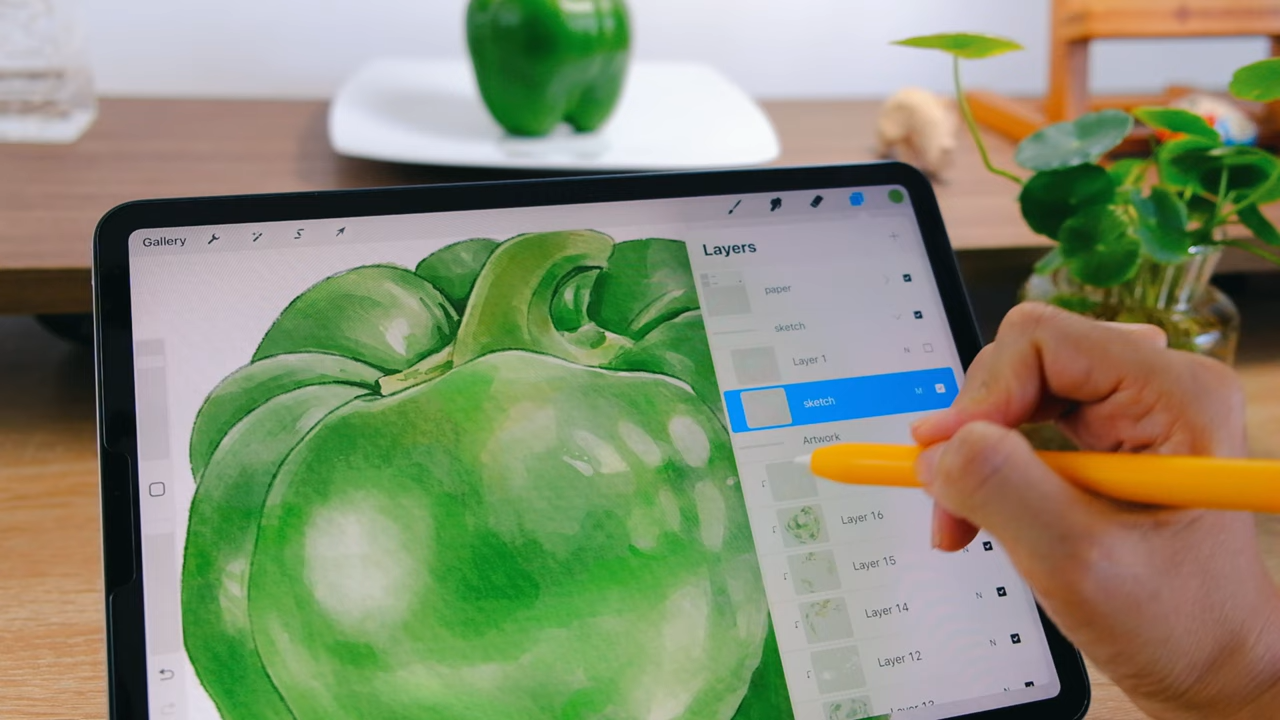 Gallery
Layers
paper
sketch
Layer 1
N
sketch
M
Artwork
Layer 16
Layer 15
N
Layer 14
N
Layer 12
N